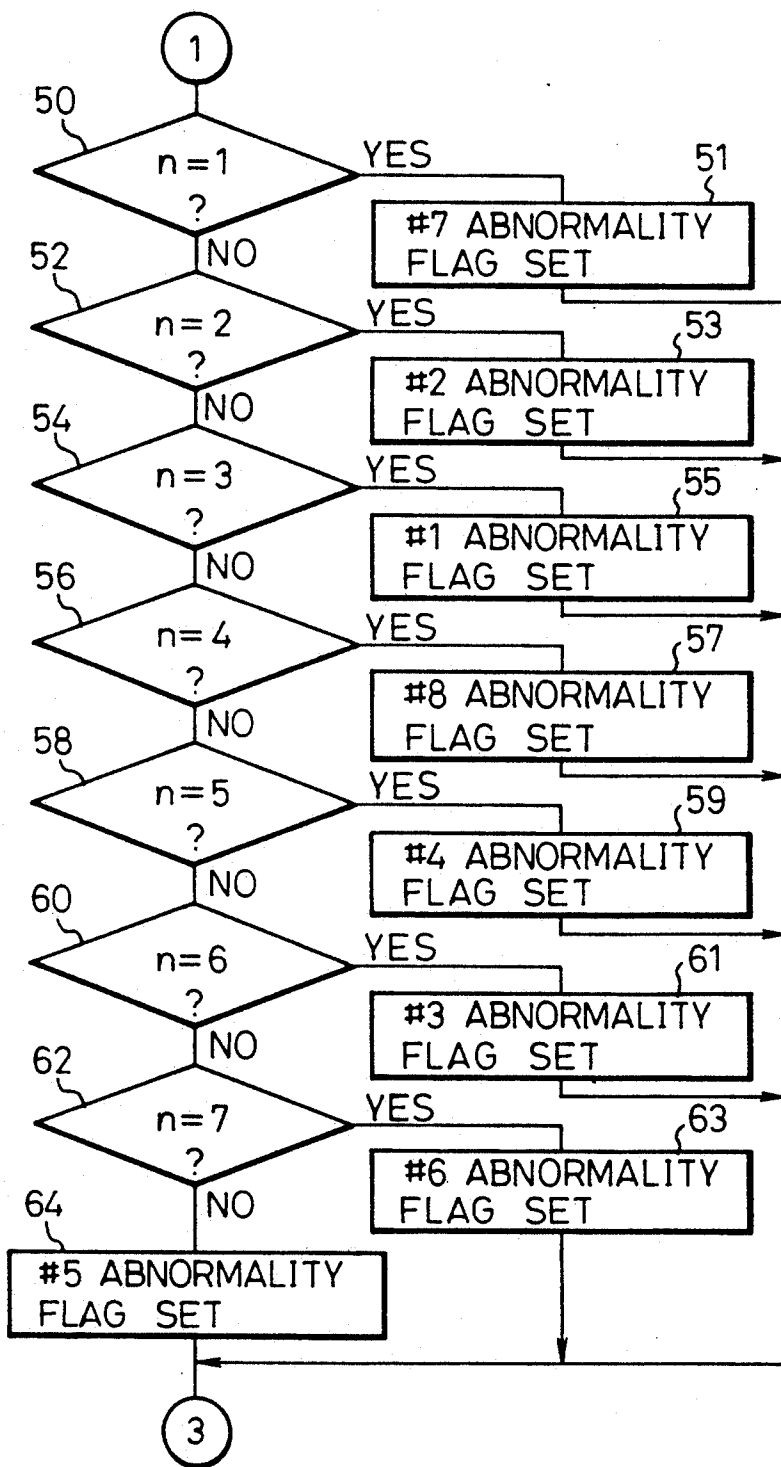 1
50
n=1
?
YES
51
#7 ABNORMALITY
FLAG SET
NO
52
n=2
?
YES
53
#2 ABNORMALITY
FLAG SET
NO
54
n=3
?
YES
55
#1 ABNORMALITY
FLAG SET
NO
56
n=4
?
YES
57
#8 ABNORMALITY
FLAG SET
NO
58
n=5
?
YES
59
#4 ABNORMALITY
FLAG SET
NO
60
n=6
?
YES
61
#3 ABNORMALITY
FLAG SET
NO
62
n=7
?
YES
63
#6 ABNORMALITY
FLAG SET
NO
64
#5 ABNORMALITY
FLAG SET
3